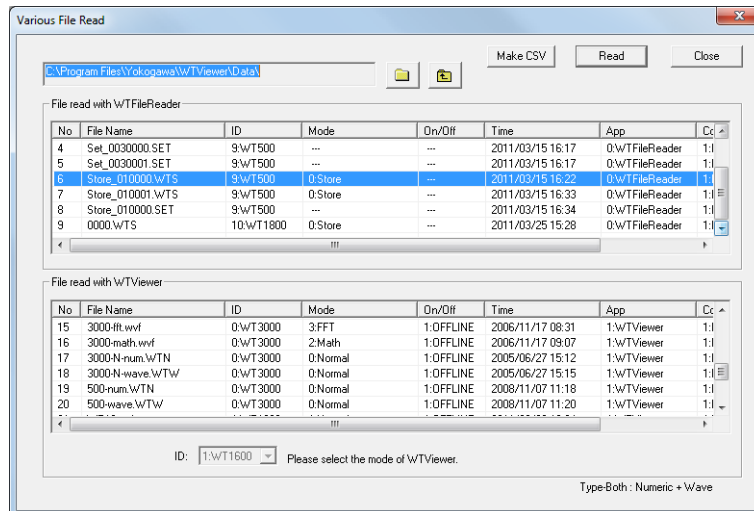 Various File Read
Make CSV Read Close
C:\Program Files\Yokogawa\WTViewer\Data\
File read with WTFileReader
No File Name ID Mode On/Off Time App
4 Set_0030000.SET 9:WT500 --- --- 2011/03/15 16:17 0:WTFileReader
5 Set_0030001.SET 9:WT500 --- --- 2011/03/15 16:17 0:WTFileReader
6 Store_010000.WTS 9:WT500 0:Store --- 2011/03/15 16:22 0:WTFileReader
7 Store_010001.WTS 9:WT500 0:Store --- 2011/03/15 16:33 0:WTFileReader
8 Store_010000.SET 9:WT500 --- --- 2011/03/15 16:34 0:WTFileReader
9 0000.WTS 10:WT1800 0:Store --- 2011/03/25 15:28 0:WTFileReader
File read with WTViewer
No File Name ID Mode On/Off Time App
15 3000-fft.wvf 0:WT3000 3:FFT 1:OFFLINE 2006/11/17 08:31 1:WTViewer
16 3000-math.wvf 0:WT3000 2:Math 1:OFFLINE 2006/11/17 09:07 1:WTViewer
17 3000-N-num.WTN 0:WT3000 0:Normal 1:OFFLINE 2005/06/27 15:12 1:WTViewer
18 3000-N-wave.WTW 0:WT3000 0:Normal 1:OFFLINE 2005/06/27 15:15 1:WTViewer
19 500-num.WTN 9:WT500 0:Normal 1:OFFLINE 2008/11/07 11:18 1:WTViewer
20 500-wave.WTW 9:WT500 0:Normal 1:OFFLINE 2008/11/07 11:20 1:WTViewer
ID: 1:WT1600 Please select the mode of WTViewer.
Type-Both : Numeric + Wave